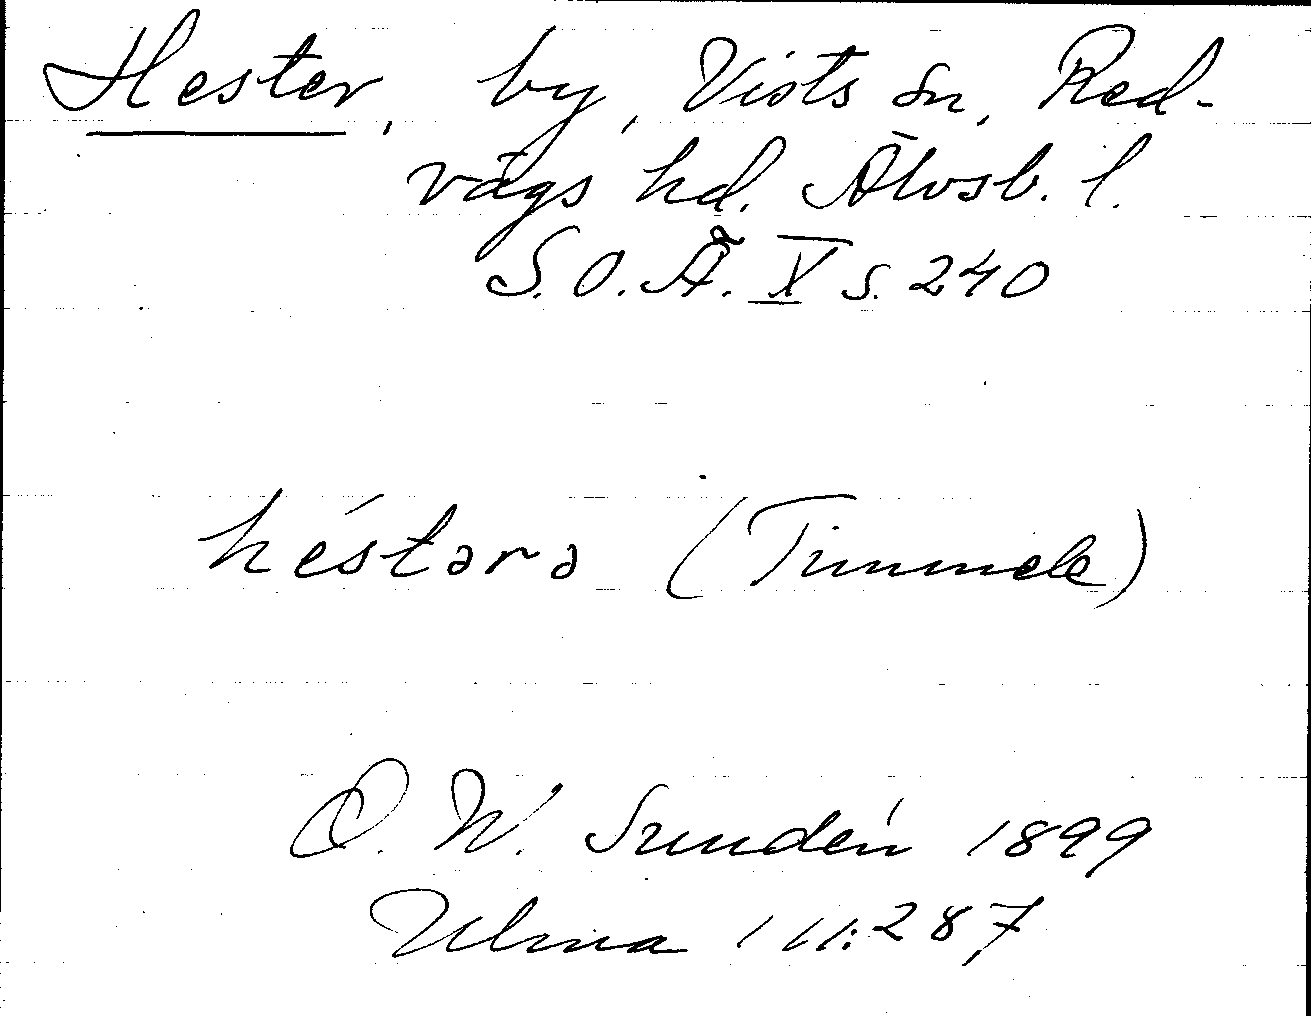 Hester, by, Vists sn, Red-
vägs hd. Älvsb. l.
S.O.Ä. X s. 240
héstərə (Timmele)
O. W. Sundén 1899
Ulma 111:287